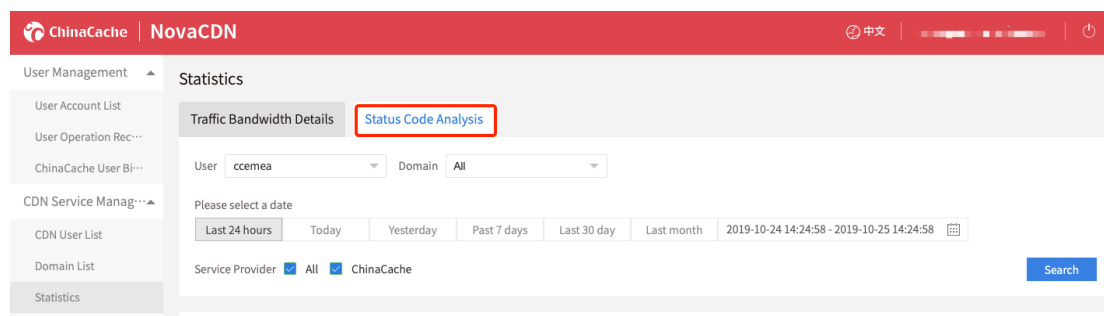 ChinaCache NovaCDN 中文
User Management
User Account List
User Operation Rec···
ChinaCache User Bi···
CDN Service Manag···
CDN User List
Domain List
Statistics
Statistics
Traffic Bandwidth Details Status Code Analysis
User ccemea Domain All
Please select a date
Last 24 hours Today Yesterday Past 7 days Last 30 day Last month 2019-10-24 14:24:58 - 2019-10-25 14:24:58
Service Provider All ChinaCache
Search